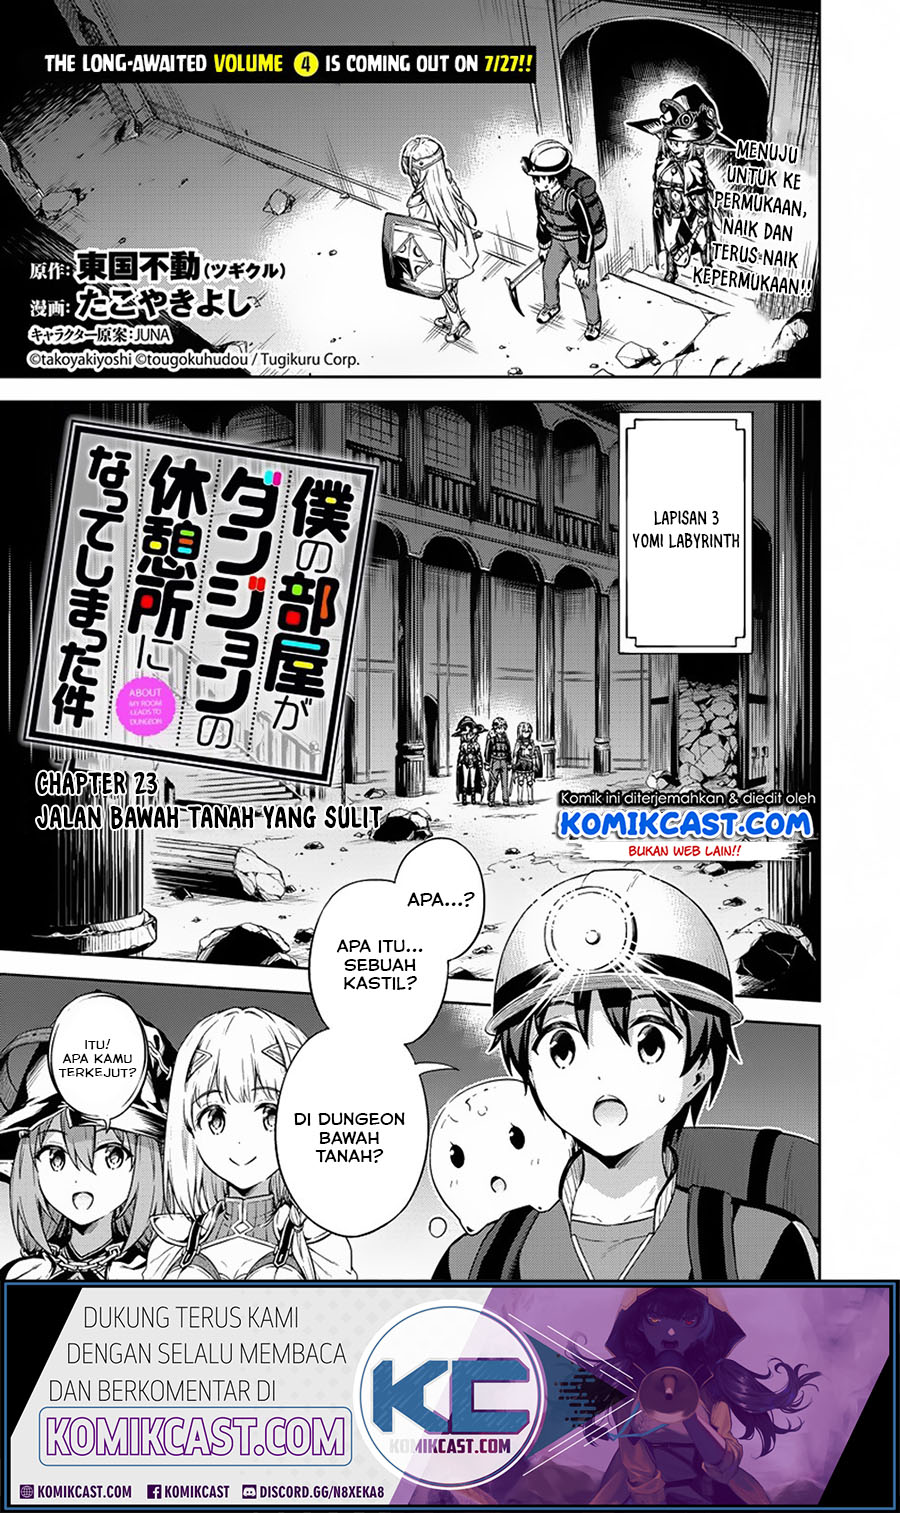 THE LONG-AWAITED VOLUME 4 IS COMING OUT ON 7/27!!
MENUJU
UNTUK KE
PERMUKAAN,
NAIK DAN
TERUS NAIK
KEPERMUKAAN!!
原作:東国不動(ツギクル)
漫画:たこやきよし
キャラクター原案:JUNA
©takoyakiyoshi ©tougokuhudou / Tugikuru Corp.
LAPISAN 3
YOMI LABYRINTH
僕の部屋が
ダンジョンの
休憩所に
なってしまった件
ABOUT
MY ROOM
LEADS TO
DUNGEON
CHAPTER 23
JALAN BAWAH TANAH YANG SULIT
Komik ini diterjemahkan & diedit oleh
KOMIKCAST.COM
BUKAN WEB LAIN!!
APA...?
APA ITU...
SEBUAH
KASTIL?
DI DUNGEON
BAWAH
TANAH?
ITU!
APA KAMU
TERKEJUT?
DUKUNG TERUS KAMI
DENGAN SELALU MEMBACA
DAN BERKOMENTAR DI
KOMIKCAST.COM
KOMIKCAST.COM
KOMIKCAST
DISCORD.GG/N8XEKA8
KC
KOMIKCAST.COM